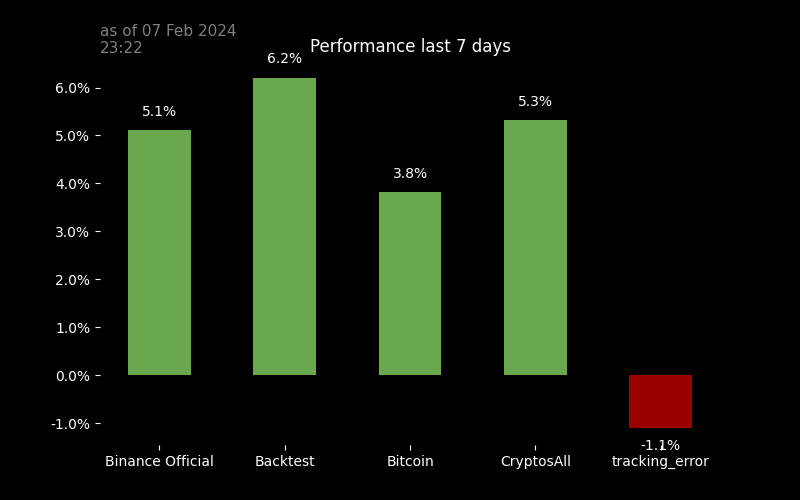 as of 07 Feb 2024
23:22
Performance last 7 days
6.2%
6.0%
5.3%
5.1%
5.0%
4.0%
3.8%
3.0%
2.0%
1.0%
0.0%
-1.0%
-1.1%
Binance Official
Backtest
Bitcoin
CryptosAll
tracking_error